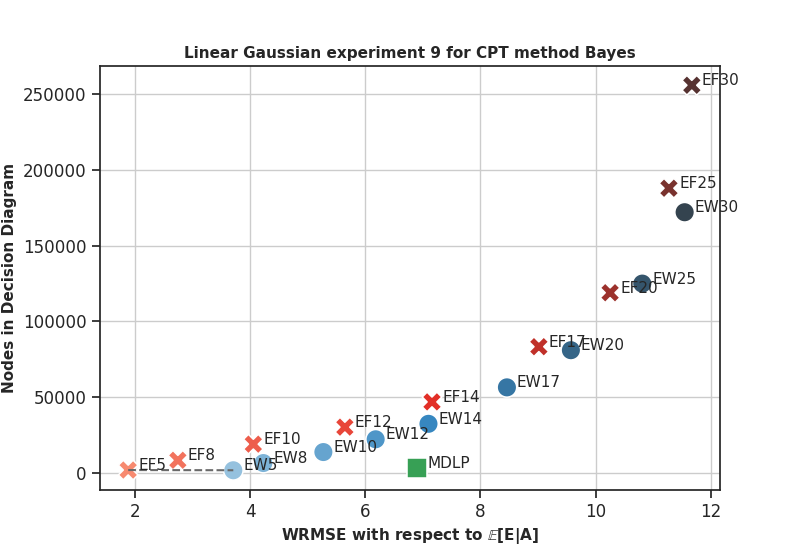 Linear Gaussian experiment 9 for CPT method Bayes
Nodes in Decision Diagram
250000
200000
150000
100000
50000
0
EF30
EF25
EW30
EW25
EF20
EF17
EW20
EW17
EF14
EW14
EF12
EW12
EF10
EW10
EF8
EW8
EF5
EW5
MDLP
2 4 6 8 10 12
WRMSE with respect to 𝔼[E|A]